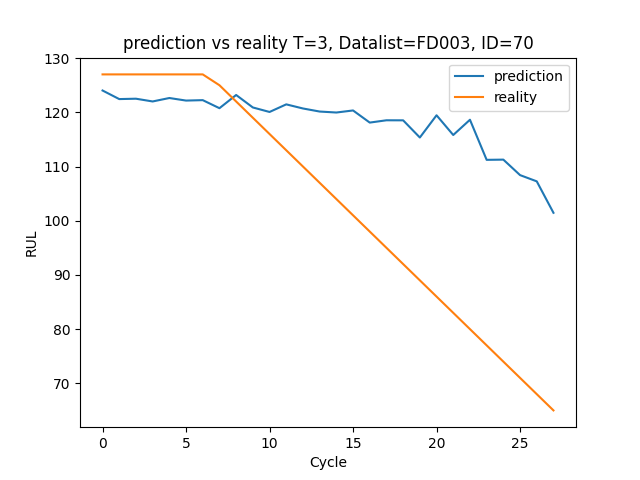 prediction vs reality T=3, Datalist=FD003, ID=70
130
120
110
100
90
80
70
RUL
prediction
reality
0 5 10 15 20 25
Cycle